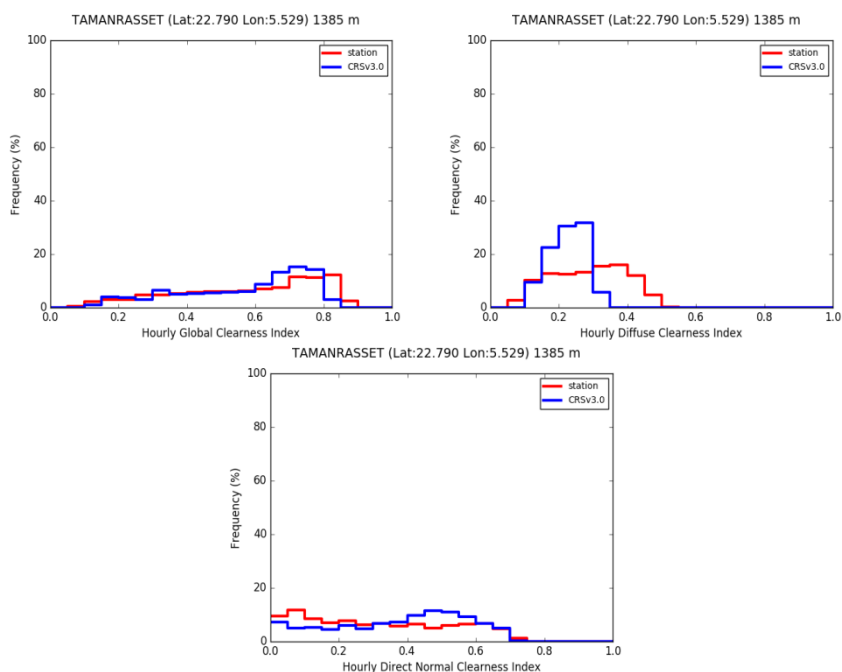 TAMANRASSET (Lat:22.790 Lon:5.529) 1385 m
100
80
60
40
20
0
Frequency (%)
station
CRSv3.0
0.0 0.2 0.4 0.6 0.8 1.0
Hourly Global Clearness Index
TAMANRASSET (Lat:22.790 Lon:5.529) 1385 m
100
80
60
40
20
0
Frequency (%)
station
CRSv3.0
0.0 0.2 0.4 0.6 0.8 1.0
Hourly Diffuse Clearness Index
TAMANRASSET (Lat:22.790 Lon:5.529) 1385 m
100
80
60
40
20
0
Frequency (%)
station
CRSv3.0
0.0 0.2 0.4 0.6 0.8 1.0
Hourly Direct Normal Clearness Index